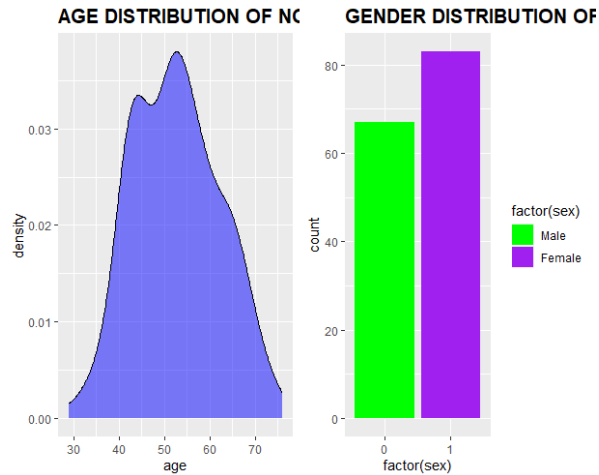 AGE DISTRIBUTION OF NO
density
0.03
0.02
0.01
0.00
30 40 50 60 70
age
GENDER DISTRIBUTION OF
count
80
60
40
20
0
0 1
factor(sex)
factor(sex)
Male
Female